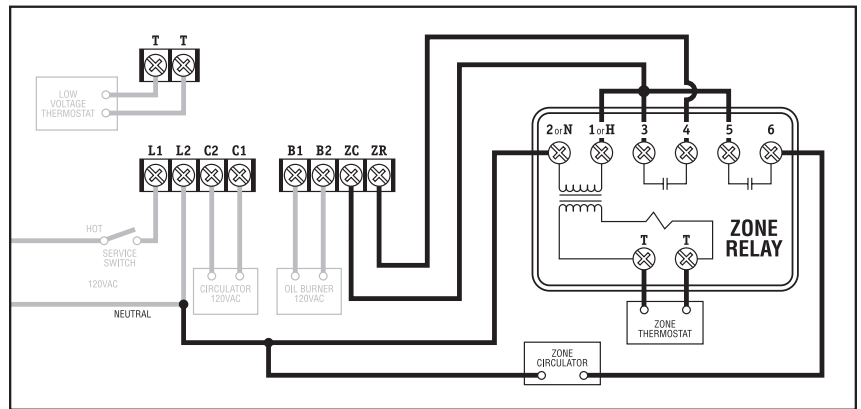 T T
LOW
VOLTAGE
THERMOSTAT
L1 L2 C2 C1
B1 B2 ZC ZR
2 or N 1 or H 3 4 5 6
HOT
SERVICE
SWITCH
120VAC
NEUTRAL
CIRCULATOR
120VAC
OIL BURNER
120VAC
ZONE
RELAY
T T
ZONE
THERMOSTAT
ZONE
CIRCULATOR